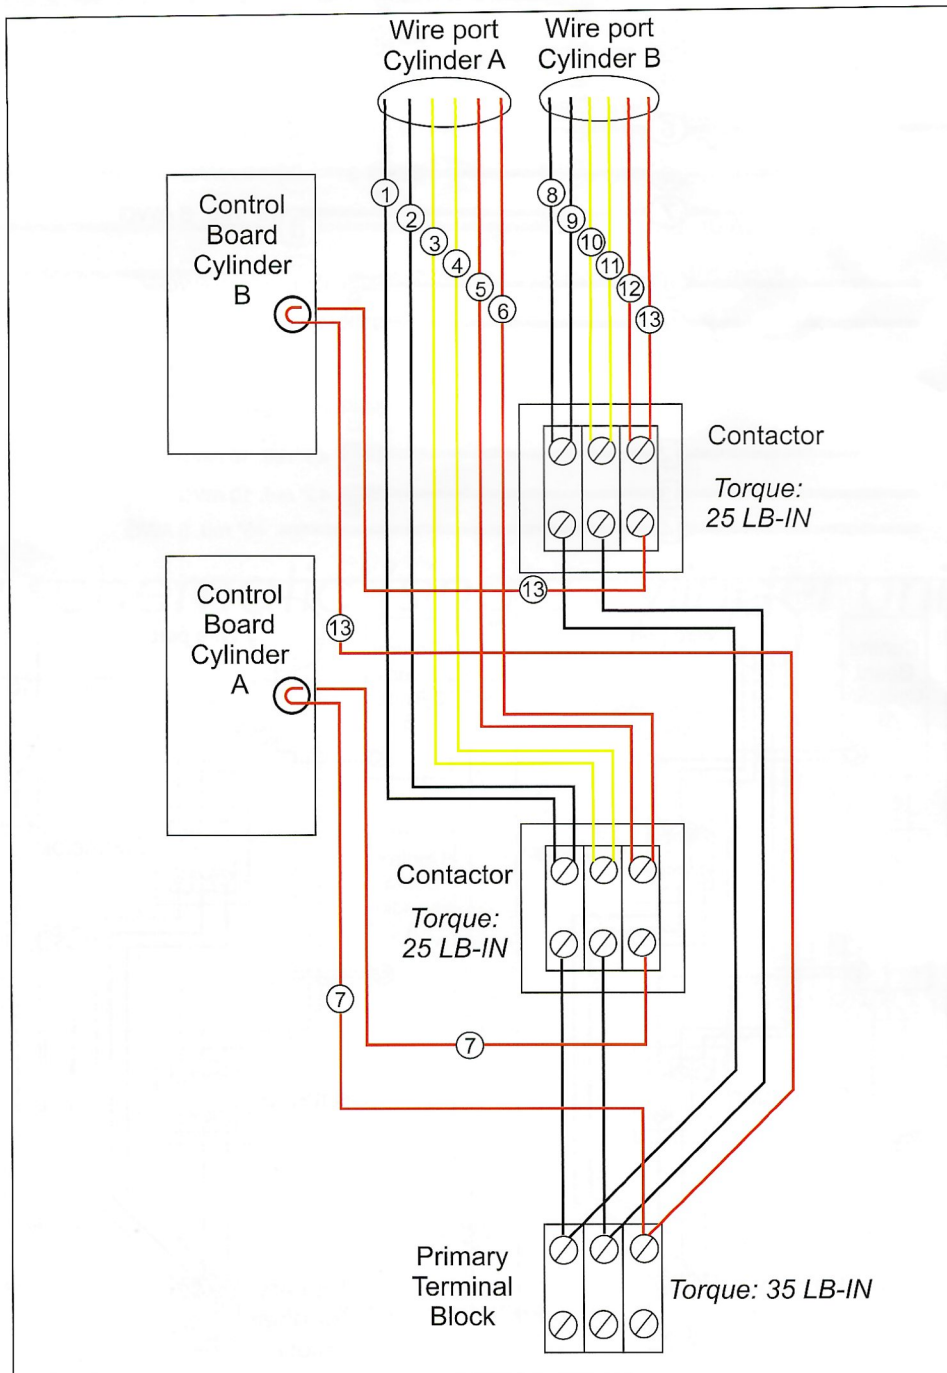 Wire port
Cylinder A
Wire port
Cylinder B
1
2
3
4
5
6
8
9
10
11
12
13
Control
Board
Cylinder
B
Contactor
Torque:
25 LB-IN
13
Control
Board
Cylinder
A
13
Contactor
Torque:
25 LB-IN
7
7
Primary
Terminal
Block
Torque: 35 LB-IN